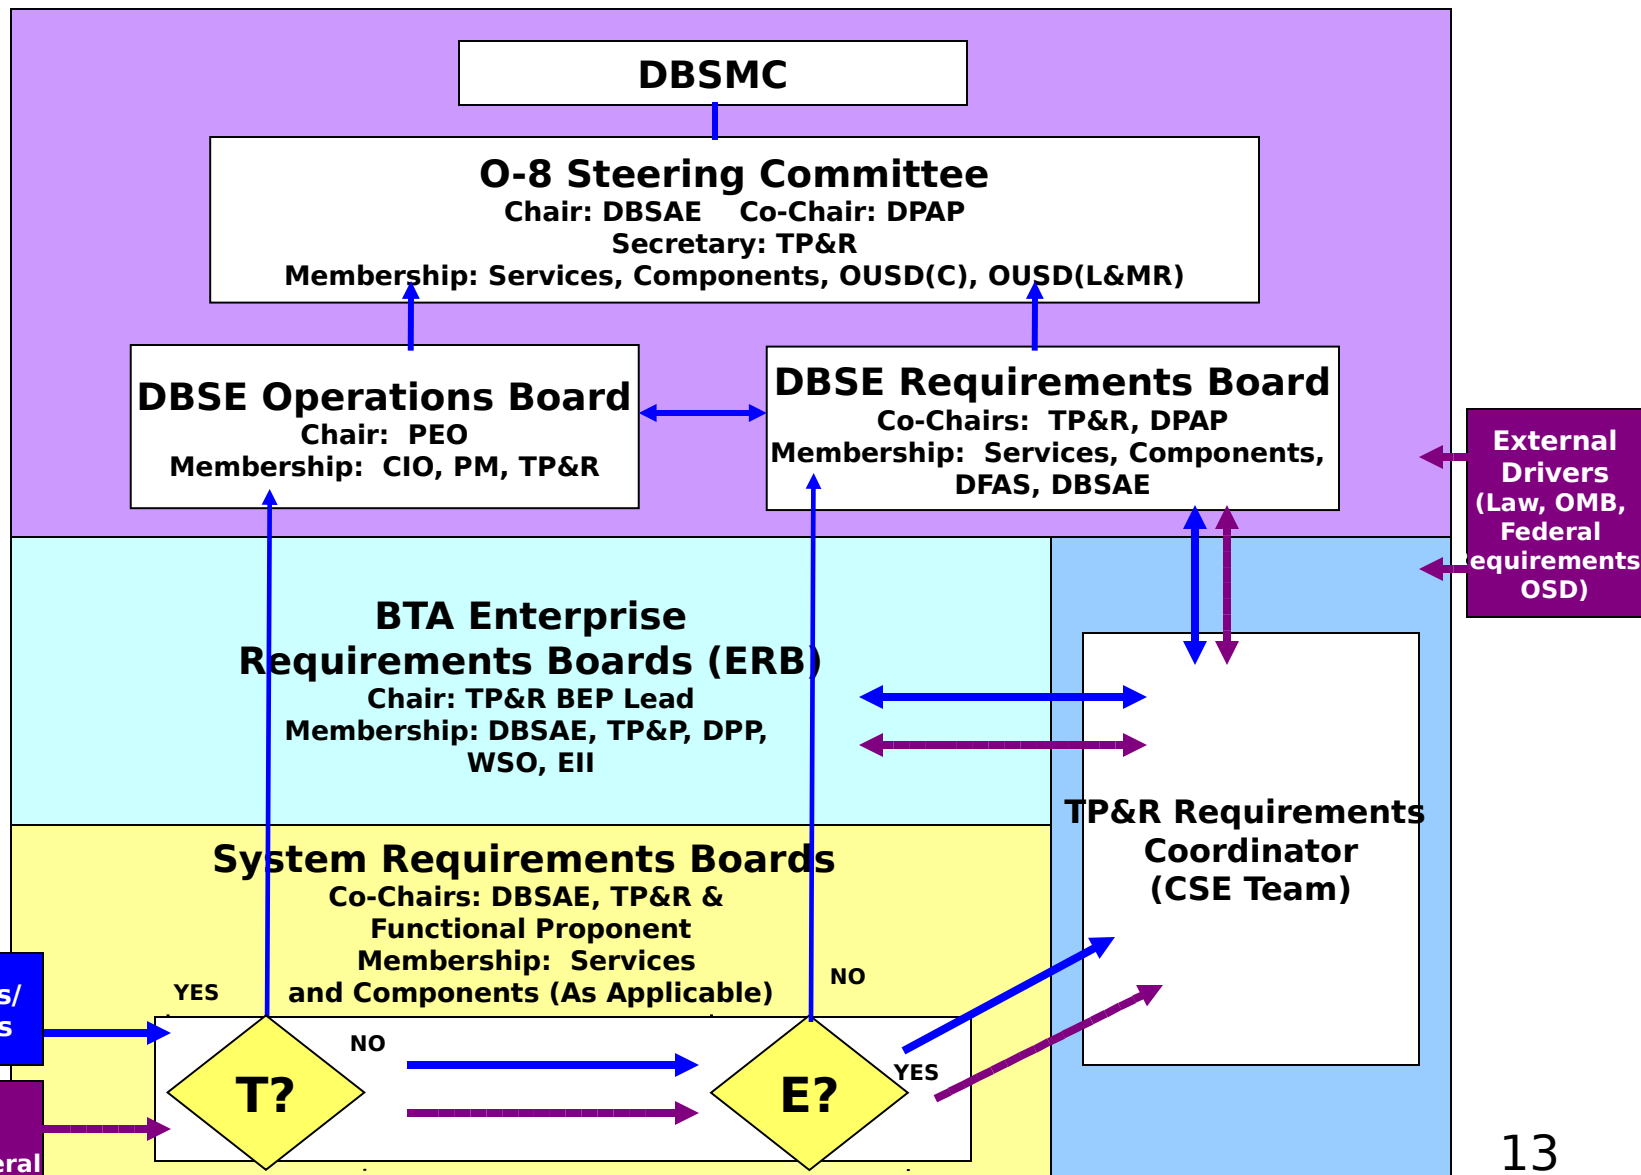 DBSMC
O-8 Steering Committee
Chair: DBSAE Co-Chair: DPAP
Secretary: TP&R
Membership: Services, Components, OUSD(C), OUSD(L&MR)
DBSE Operations Board
Chair: PEO
Membership: CIO, PM, TP&R
DBSE Requirements Board
Co-Chairs: TP&R, DPAP
Membership: Services, Components,
DFAS, DBSAE
External
Drivers
(Law, OMB,
Federal
equirements
OSD)
BTA Enterprise
Requirements Boards (ERB)
Chair: TP&R BEP Lead
Membership: DBSAE, TP&P, DPP,
WSO, EII
TP&R Requirements
Coordinator
(CSE Team)
System Requirements Boards
Co-Chairs: DBSAE, TP&R &
Functional Proponent
Membership: Services
and Components (As Applicable)
YES
NO
NO
YES
T?
E?
s/
s
eral
13